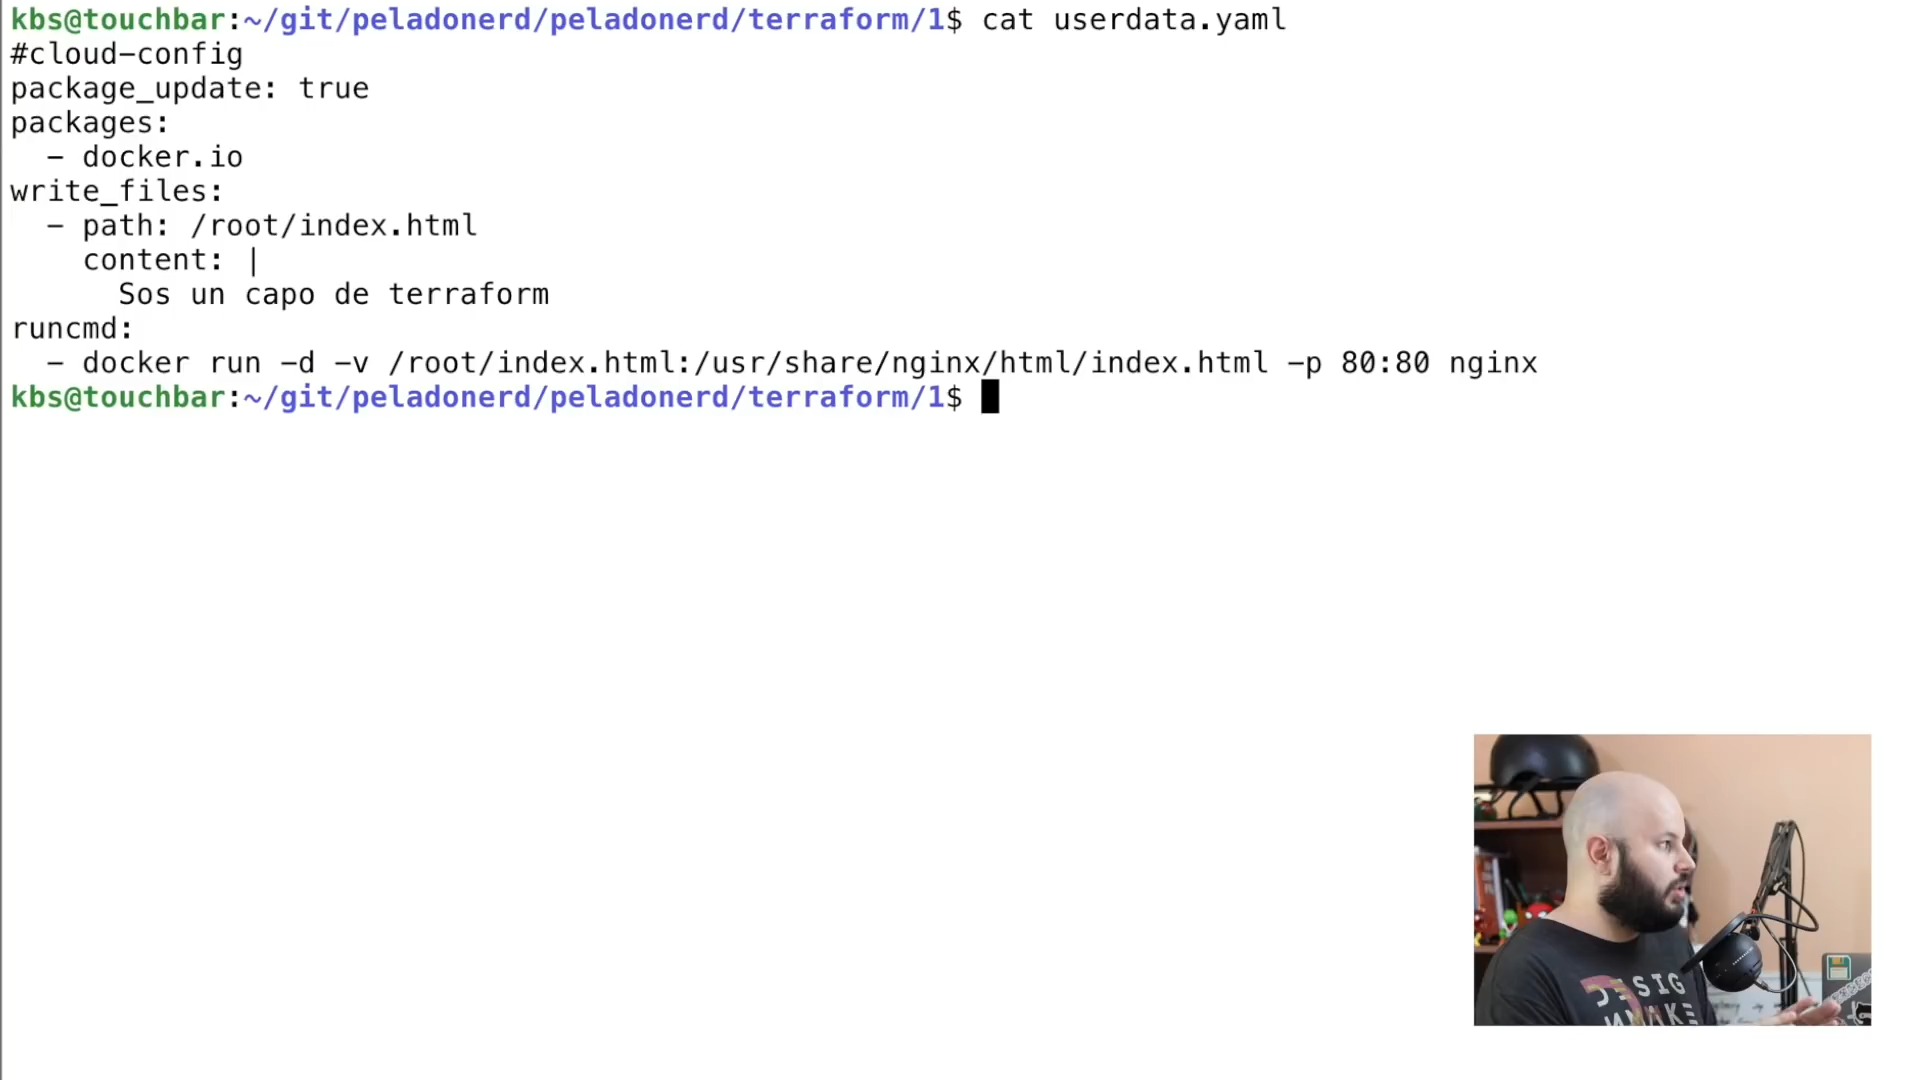 kbs@touchbar:~/git/peladonerd/peladonerd/terraform/1$ cat userdata.yaml
#cloud-config
package_update: true
packages:
  - docker.io
write_files:
  - path: /root/index.html
    content: |
      Sos un capo de terraform
runcmd:
  - docker run -d -v /root/index.html:/usr/share/nginx/html/index.html -p 80:80 nginx
kbs@touchbar:~/git/peladonerd/peladonerd/terraform/1$